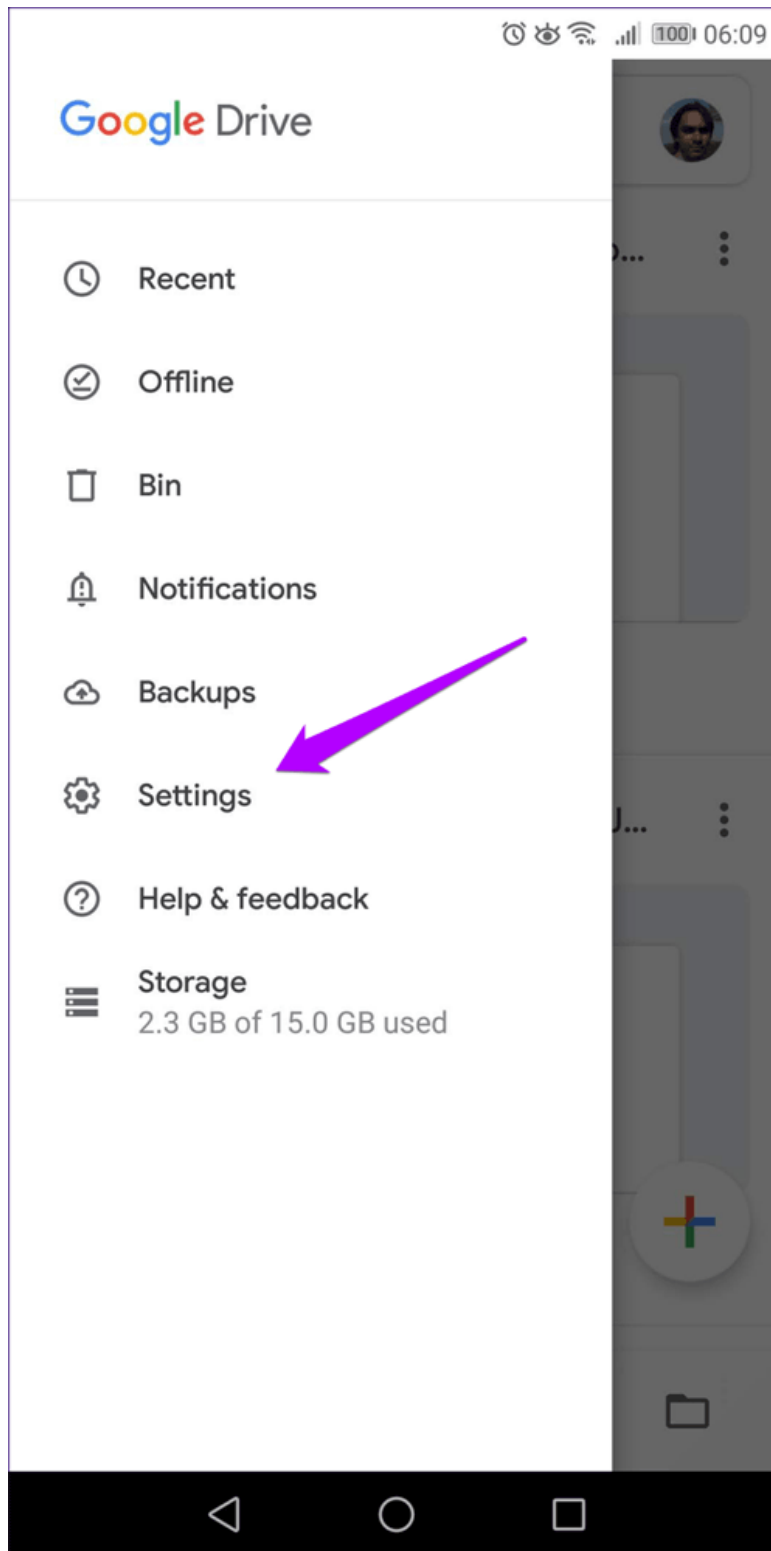 100 06:09
Google Drive
Recent
Offline
Bin
Notifications
Backups
Settings
Help & feedback
Storage
2.3 GB of 15.0 GB used